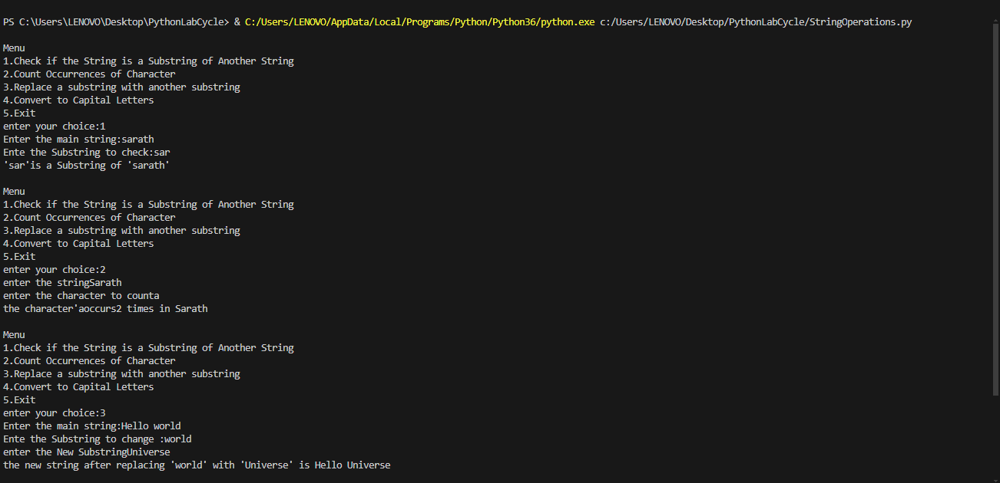 PS C:\Users\LENOVO\Desktop\PythonLabCycle> & C:/Users/LENOVO/AppData/Local/Programs/Python/Python36/python.exe c:/Users/LENOVO/Desktop/PythonLabCycle/StringOperations.py
Menu
1.Check if the String is a Substring of Another String
2.Count Occurrences of Character
3.Replace a substring with another substring
4.Convert to Capital Letters
5.Exit
enter your choice:1
Enter the main string:sarath
Ente the Substring to check:sar
'sar'is a Substring of 'sarath'
Menu
1.Check if the String is a Substring of Another String
2.Count Occurrences of Character
3.Replace a substring with another substring
4.Convert to Capital Letters
5.Exit
enter your choice:2
enter the stringSarath
enter the character to counta
the character'aoccurs2 times in Sarath
Menu
1.Check if the String is a Substring of Another String
2.Count Occurrences of Character
3.Replace a substring with another substring
4.Convert to Capital Letters
5.Exit
enter your choice:3
Enter the main string:Hello world
Ente the Substring to change :world
enter the New SubstringUniverse
the new string after replacing 'world' with 'Universe' is Hello Universe